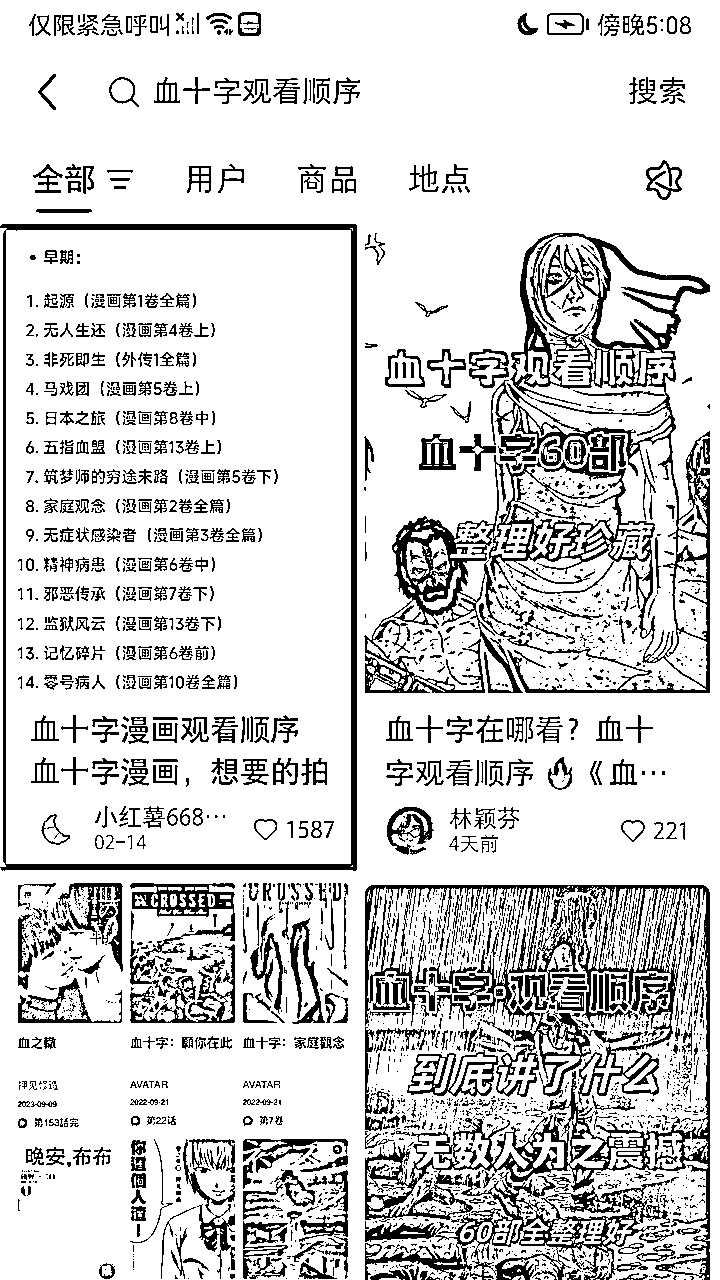 仅限紧急呼叫
傍晚5:08
血十字观看顺序
搜索
全部
用户
商品
地点
• 早期：
1. 起源（漫画第1卷全篇）
2. 无人生还（漫画第4卷上）
3. 非死即生（外传1全篇）
4. 马戏团（漫画第5卷上）
5. 日本之旅（漫画第8卷中）
6. 五指血盟（漫画第13卷上）
7. 筑梦师的穷途末路（漫画第5卷下）
8. 家庭观念（漫画第2卷全篇）
9. 无症状感染者（漫画第3卷全篇）
10. 精神病患（漫画第6卷中）
11. 邪恶传承（漫画第7卷下）
12. 监狱风云（漫画第13卷下）
13. 记忆碎片（漫画第6卷前）
14. 零号病人（漫画第10卷全篇）
血十字漫画观看顺序
血十字漫画，想要的拍
小红薯668…
02-14
1587
血十字观看顺序
血十字60部
整理好珍藏
血十字在哪看？血十
字观看顺序🔥《血…
林颖芬
4天前
221
CROSSED
CROSSED
血之轍
血十字：願你在此
血十字：家庭觀念
押见修造
AVATAR
AVATAR
2023-09-09
2022-09-21
2022-09-21
第153話完
第22话
第7卷
晚安,布布
你這個人渣
血十字·观看顺序
到底讲了什么
无数人为之震撼
60部全整理好